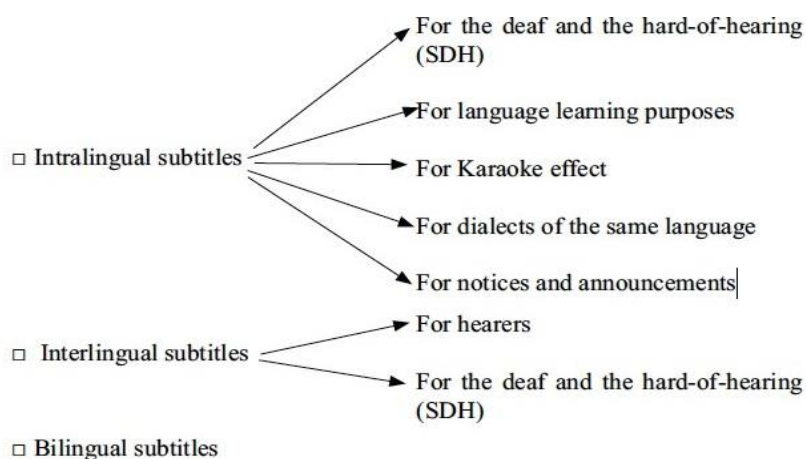 For the deaf and the hard-of-hearing
(SDH)
For language learning purposes
□ Intralingual subtitles
For Karaoke effect
For dialects of the same language
For notices and announcements
For hearers
□ Interlingual subtitles
For the deaf and the hard-of-hearing
(SDH)
□ Bilingual subtitles